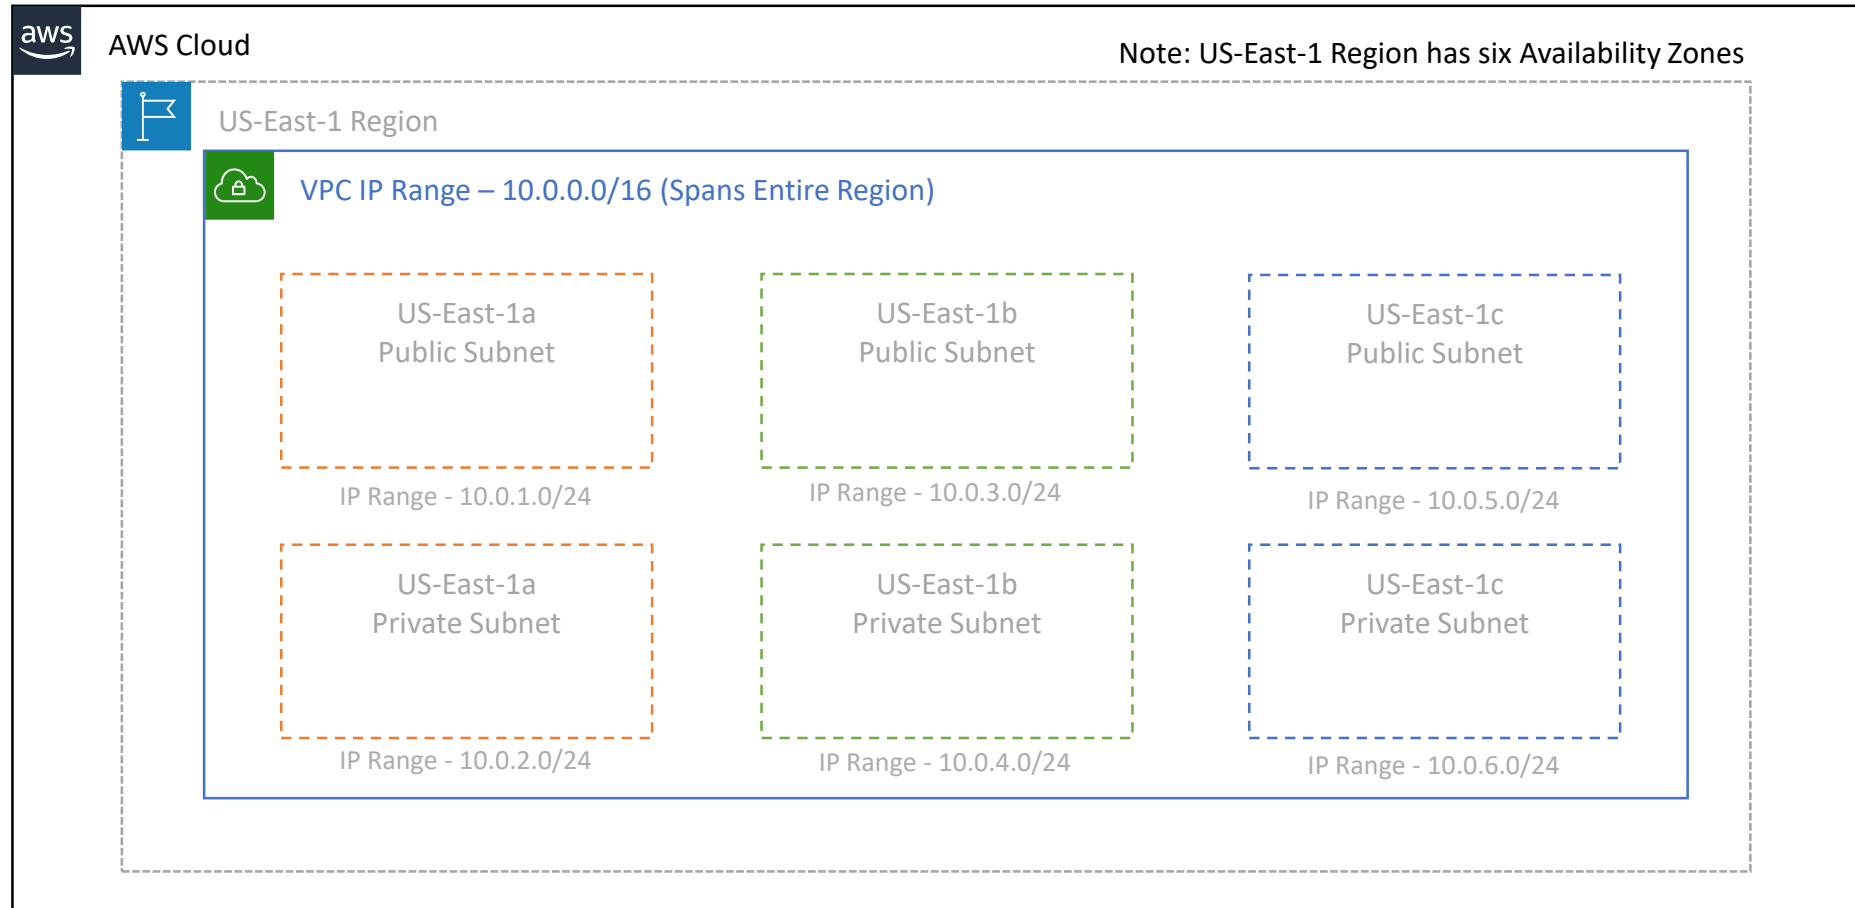 aws
AWS Cloud
Note: US-East-1 Region has six Availability Zones
US-East-1 Region
VPC IP Range – 10.0.0.0/16 (Spans Entire Region)
US-East-1a
Public Subnet
IP Range - 10.0.1.0/24
US-East-1b
Public Subnet
IP Range - 10.0.3.0/24
US-East-1c
Public Subnet
IP Range - 10.0.5.0/24
US-East-1a
Private Subnet
IP Range - 10.0.2.0/24
US-East-1b
Private Subnet
IP Range - 10.0.4.0/24
US-East-1c
Private Subnet
IP Range - 10.0.6.0/24